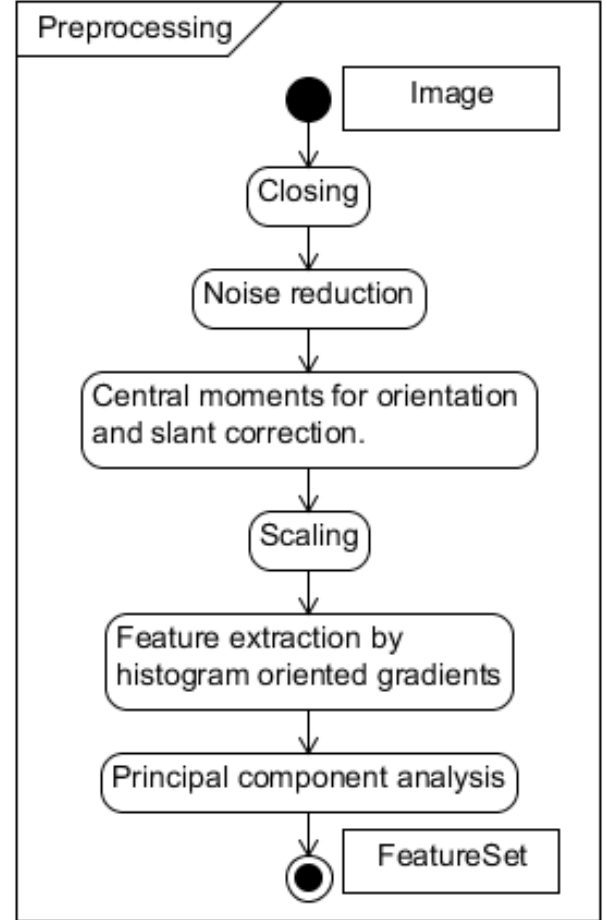 Preprocessing
Image
Closing
Noise reduction
Central moments for orientation
and slant correction.
Scaling
Feature extraction by
histogram oriented gradients
Principal component analysis
FeatureSet